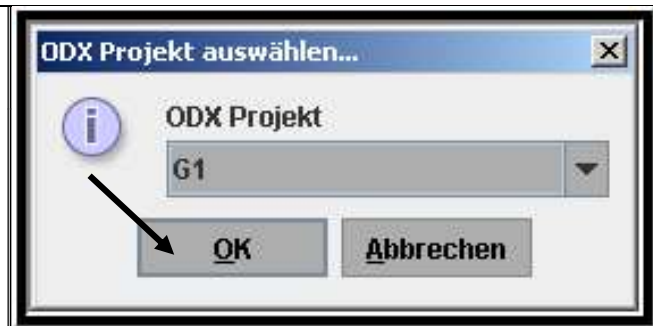 ODX Projekt auswählen...
ODX Projekt
G1
OK
Abbrechen